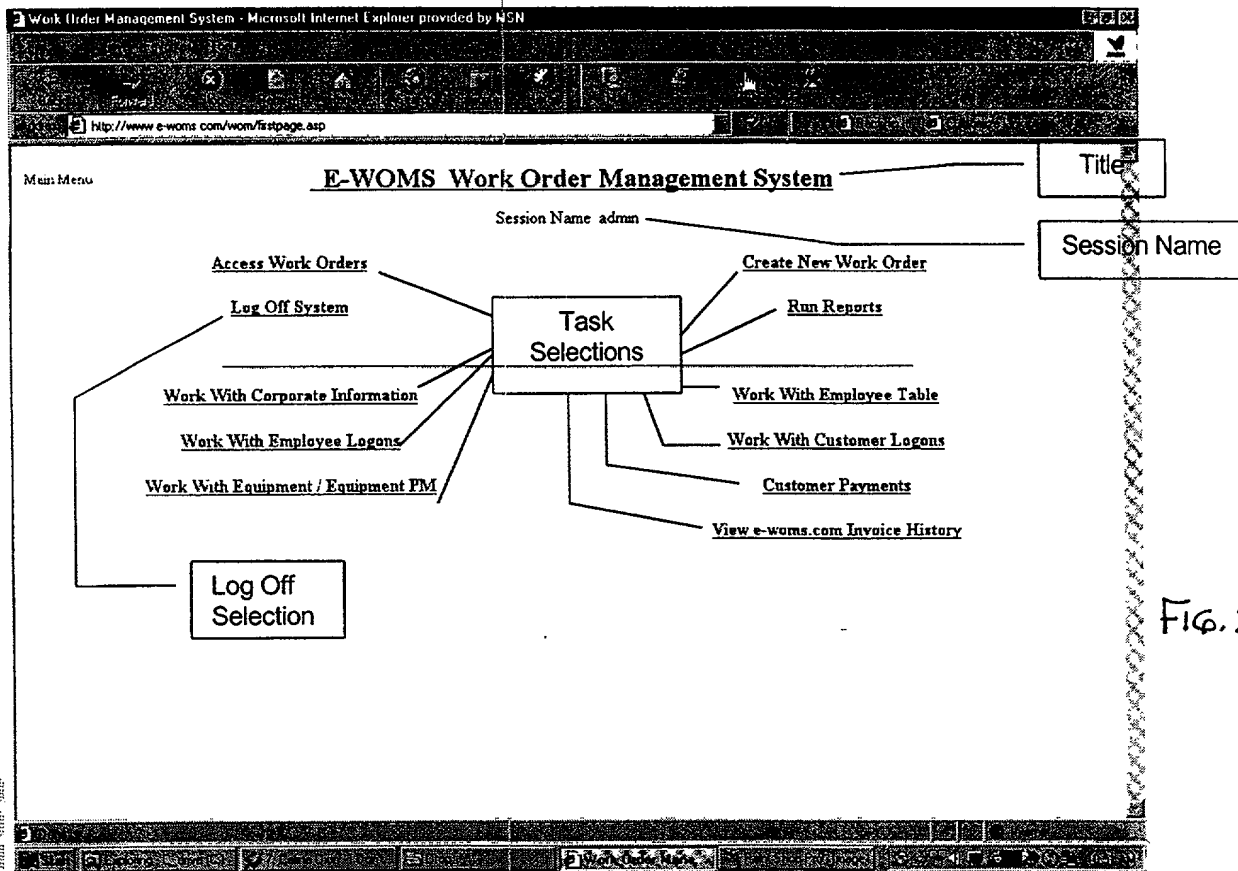 Work Order Management System - Microsoft Internet Explorer provided by NSN
Forward
http://www.e-woms.com/wom/firstpage.asp
Main Menu
E-WOMS Work Order Management System
Title
Session Name admin
Session Name
Access Work Orders
Create New Work Order
Log Off System
Run Reports
Task
Selections
Work With Corporate Information
Work With Employee Table
Work With Employee Logons
Work With Customer Logons
Work With Equipment / Equipment PM
Customer Payments
View e-woms.com Invoice History
Log Off
Selection
FIG.
Work Order Mana